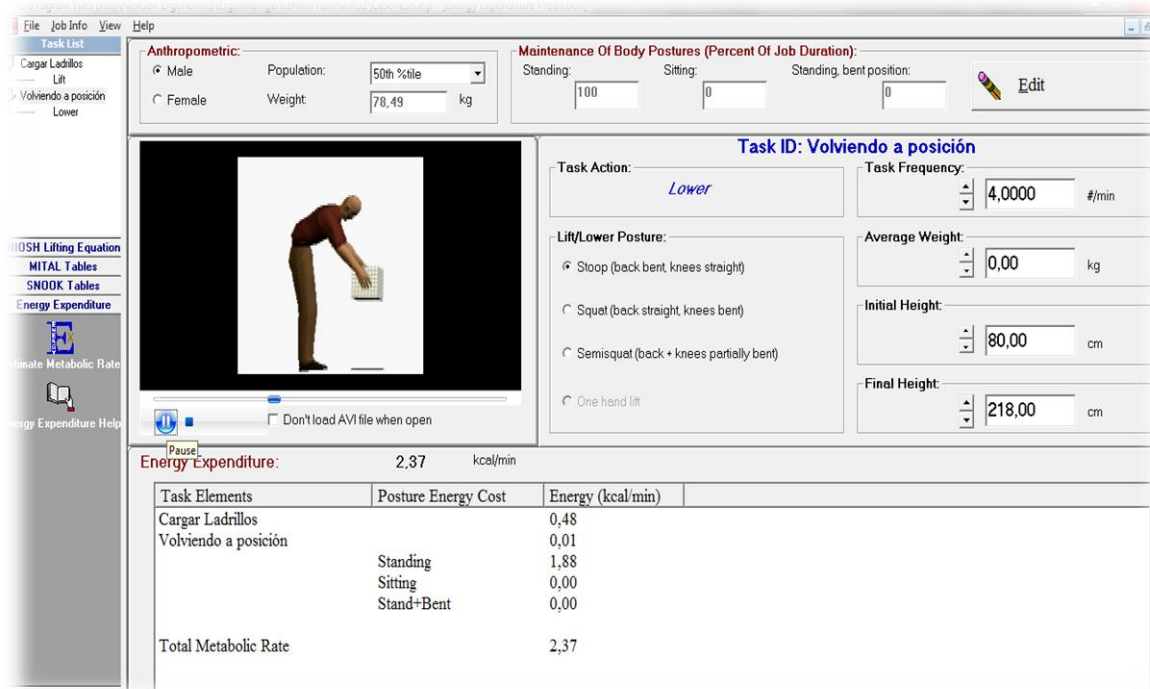 File Job Info View Help
Task List
Cargar Ladrillos
Lift
Volviendo a posición
Lower
NIOSH Lifting Equation
MITAL Tables
SNOOK Tables
Energy Expenditure
Estimate Metabolic Rate
Energy Expenditure Help
Anthropometric:
Male
Female
Population: 50th %tile
Weight: 78,49 kg
Maintenance Of Body Postures (Percent Of Job Duration):
Standing: Sitting: Standing, bent position:
100 0 0
Edit
Don't load AVI file when open
Pause
Task ID: Volviendo a posición
Task Action:
Lower
Lift/Lower Posture:
Stoop (back bent, knees straight)
Squat (back straight, knees bent)
Semisquat (back + knees partially bent)
One hand lift
Task Frequency:
4,0000 #/min
Average Weight:
0,00 kg
Initial Height:
80,00 cm
Final Height:
218,00 cm
Energy Expenditure: 2,37 kcal/min
Task Elements Posture Energy Cost Energy (kcal/min)
Cargar Ladrillos 0,48
Volviendo a posición 0,01
Standing 1,88
Sitting 0,00
Stand+Bent 0,00
Total Metabolic Rate 2,37